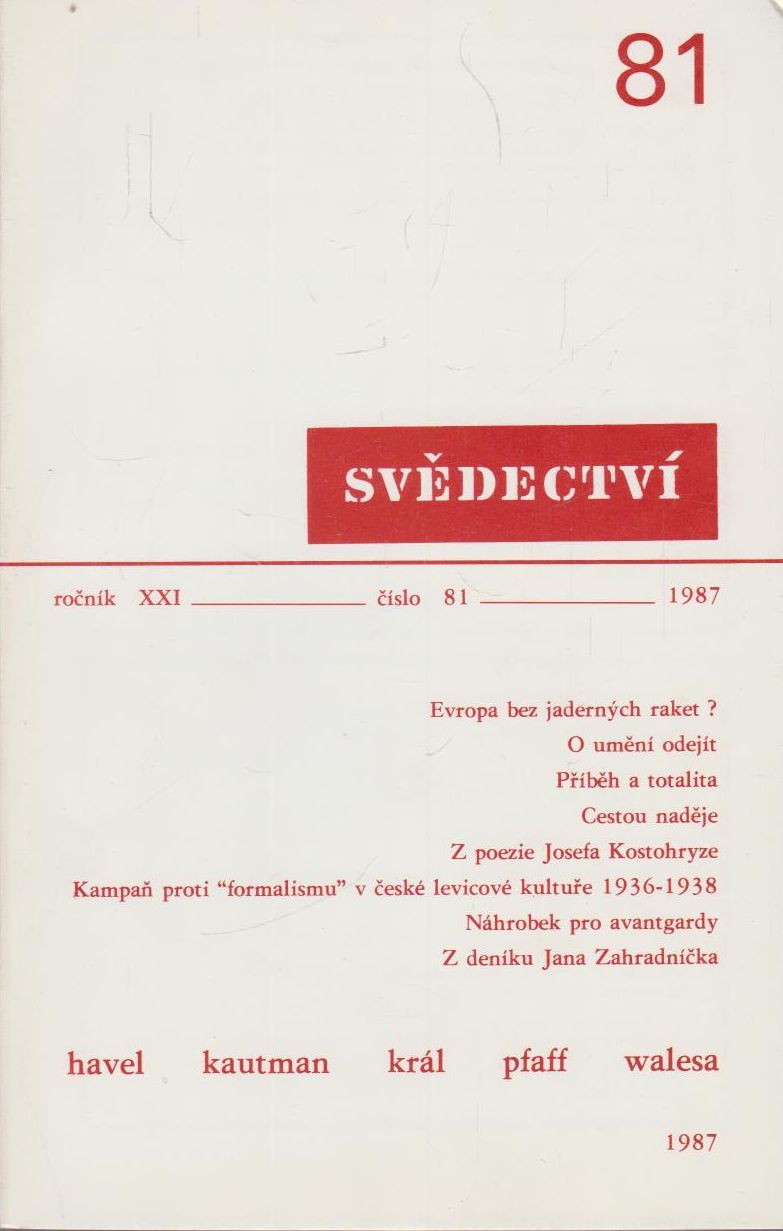 81
SVĚDECTVÍ
ročník XXI číslo 81 1987
Evropa bez jaderných raket ?
O umění odejít
Příběh a totalita
Cestou naděje
Z poezie Josefa Kostohryze
Kampaň proti “formalismu” v české levicové kultuře 1936-1938
Náhrobek pro avantgardy
Z deníku Jana Zahradníčka
havel kautman král pfaff walesa
1987